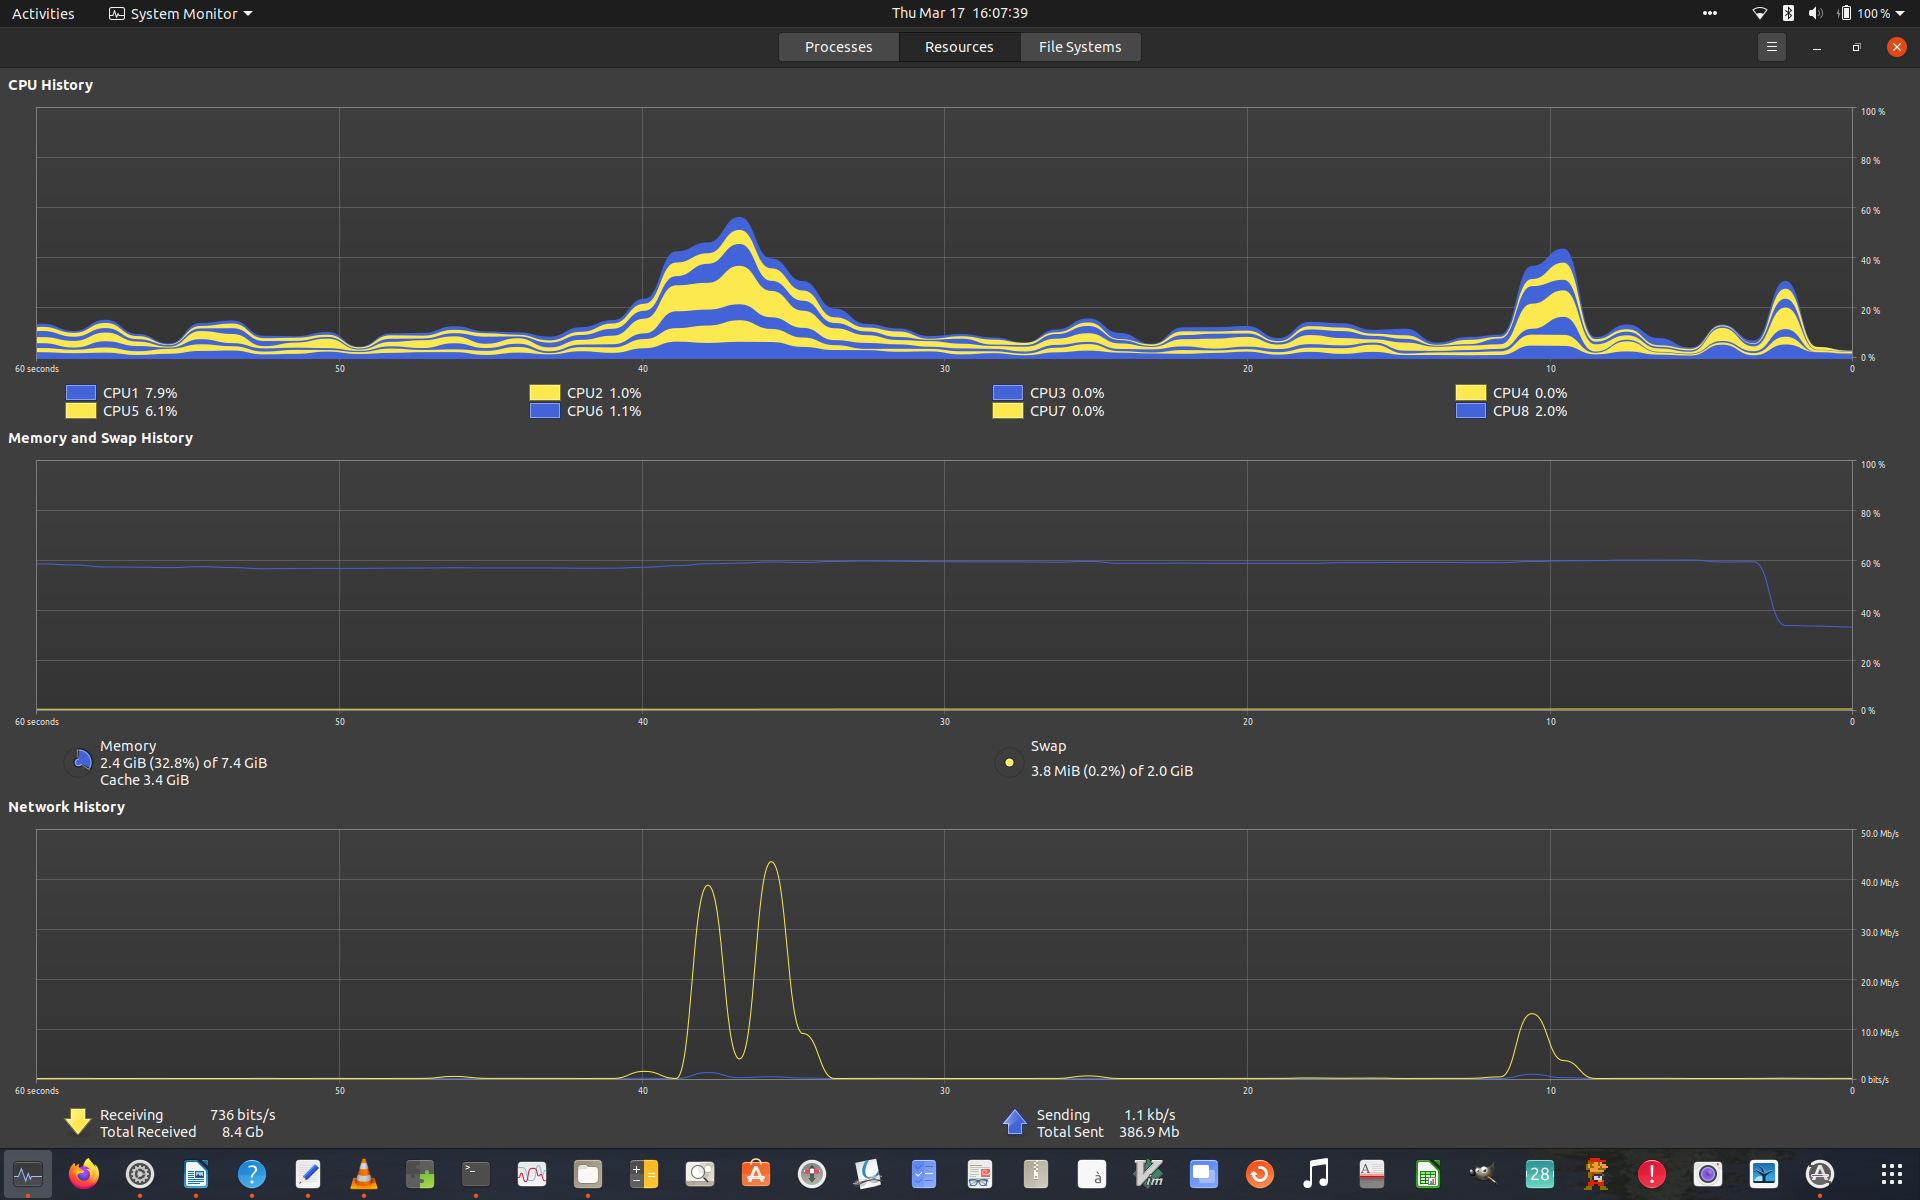 Activities System Monitor Thu Mar 17 16:07:39 100 %
Processes Resources File Systems
CPU History
100 %
80 %
60 %
40 %
20 %
0 %
60 seconds 50 40 30 20 10 0
CPU1 7.9% CPU2 1.0% CPU3 0.0% CPU4 0.0%
CPU5 6.1% CPU6 1.1% CPU7 0.0% CPU8 2.0%
Memory and Swap History
100 %
80 %
60 %
40 %
20 %
0 %
60 seconds 50 40 30 20 10 0
Memory
2.4 GiB (32.8%) of 7.4 GiB
Cache 3.4 GiB
Swap
3.8 MiB (0.2%) of 2.0 GiB
Network History
50.0 Mb/s
40.0 Mb/s
30.0 Mb/s
20.0 Mb/s
10.0 Mb/s
0 bits/s
60 seconds 50 40 30 20 10 0
Receiving 736 bits/s Sending 1.1 kb/s
Total Received 8.4 Gb Total Sent 386.9 Mb
? >_ A à Vim A 28 !